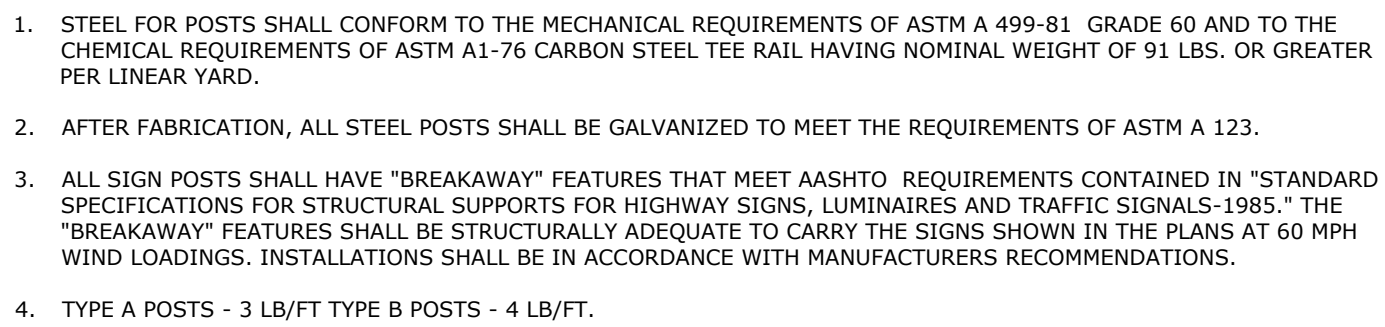 1. STEEL FOR POSTS SHALL CONFORM TO THE MECHANICAL REQUIREMENTS OF ASTM A 499-81 GRADE 60 AND TO THE
CHEMICAL REQUIREMENTS OF ASTM A1-76 CARBON STEEL TEE RAIL HAVING NOMINAL WEIGHT OF 91 LBS. OR GREATER
PER LINEAR YARD.
2. AFTER FABRICATION, ALL STEEL POSTS SHALL BE GALVANIZED TO MEET THE REQUIREMENTS OF ASTM A 123.
3. ALL SIGN POSTS SHALL HAVE "BREAKAWAY" FEATURES THAT MEET AASHTO REQUIREMENTS CONTAINED IN "STANDARD
SPECIFICATIONS FOR STRUCTURAL SUPPORTS FOR HIGHWAY SIGNS, LUMINAIRES AND TRAFFIC SIGNALS-1985." THE
"BREAKAWAY" FEATURES SHALL BE STRUCTURALLY ADEQUATE TO CARRY THE SIGNS SHOWN IN THE PLANS AT 60 MPH
WIND LOADINGS. INSTALLATIONS SHALL BE IN ACCORDANCE WITH MANUFACTURERS RECOMMENDATIONS.
4. TYPE A POSTS - 3 LB/FT TYPE B POSTS - 4 LB/FT.